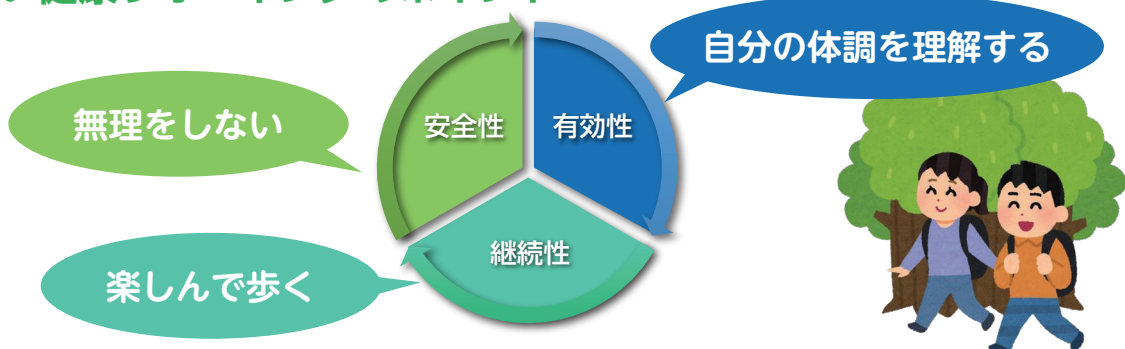 自分の体調を理解する
無理をしない
安全性
有効性
継続性
楽しんで歩く